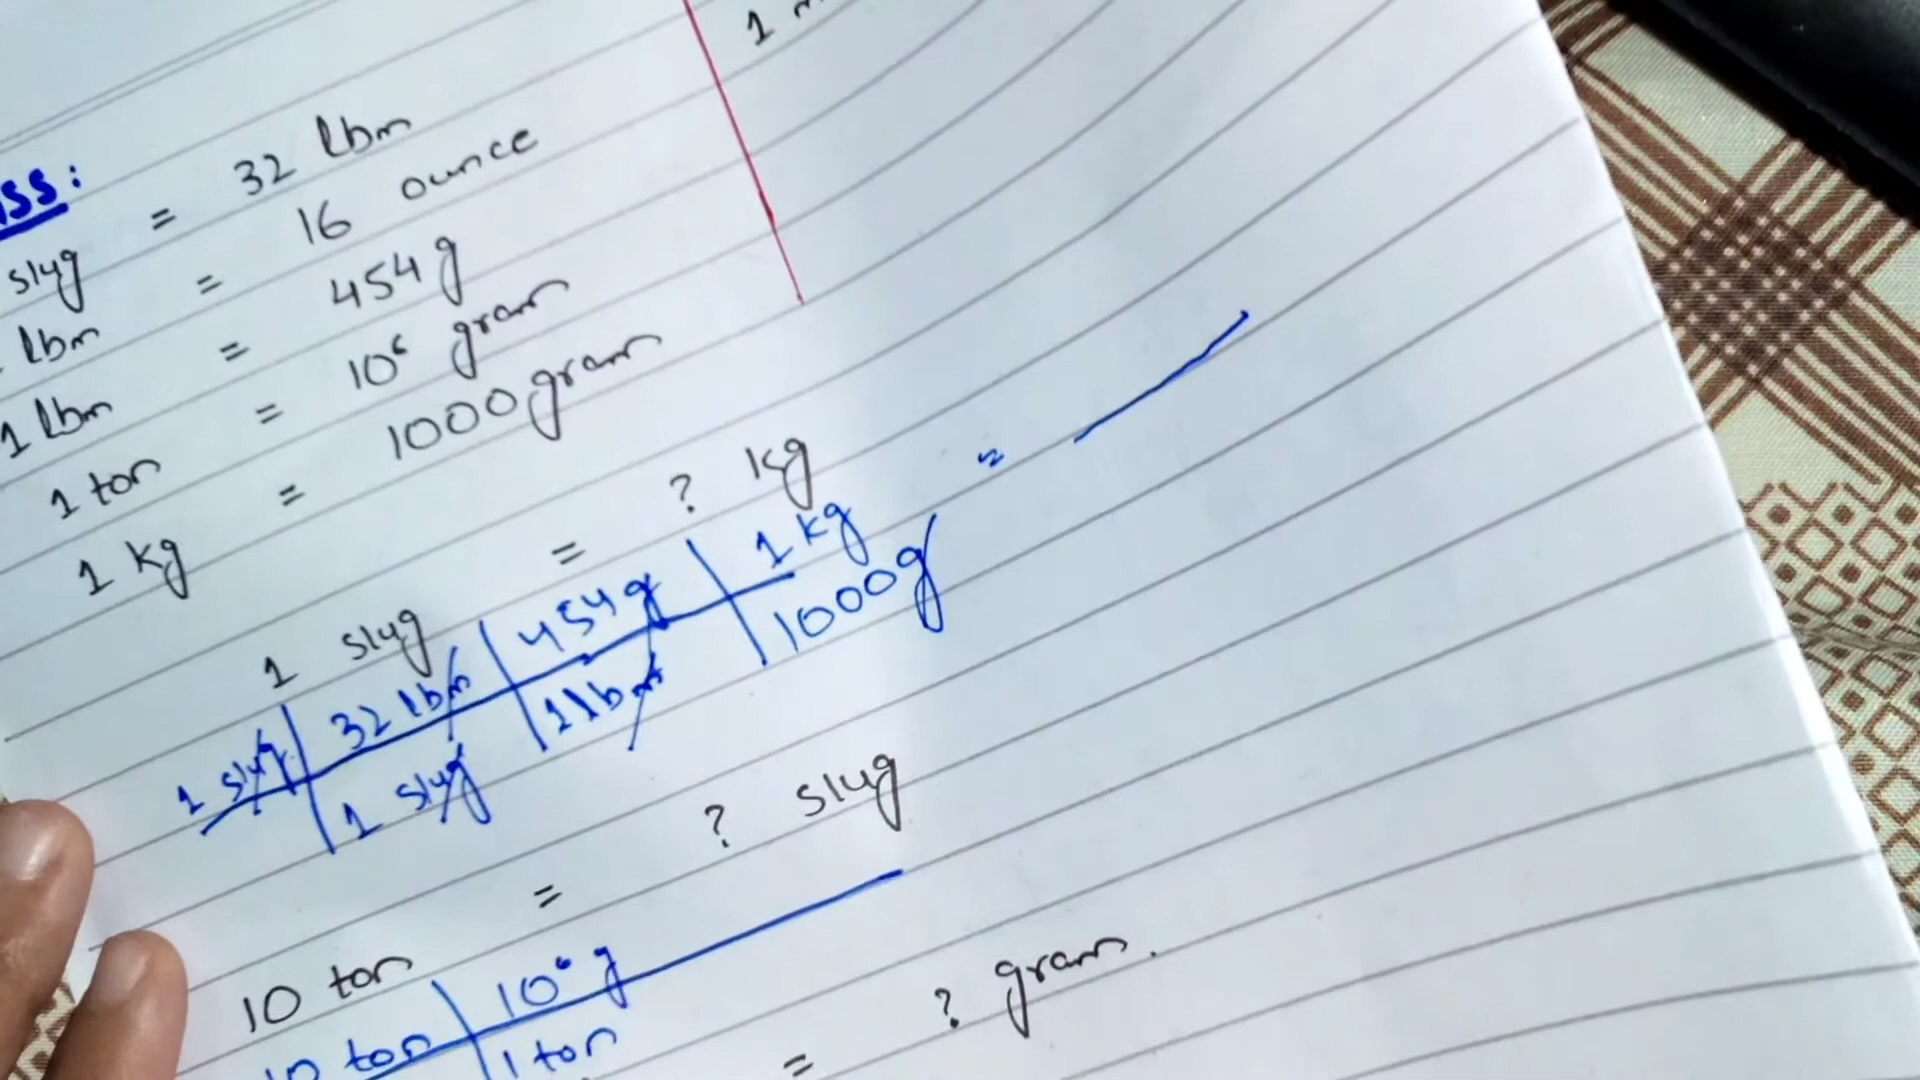 1
ss:
slug = 32 lbm
lbm = 16 ounce
1 lbm = 454 g
1 ton = 10⁶ gram
1 kg = 1000 gram
1 slug = ? kg
1 slug | 32 lbm | 454 g | 1 kg =
1 slug | 1 lbm | 1000g
10 ton = ? slug
10 ton | 10⁶ g
1 ton
= ? gram.